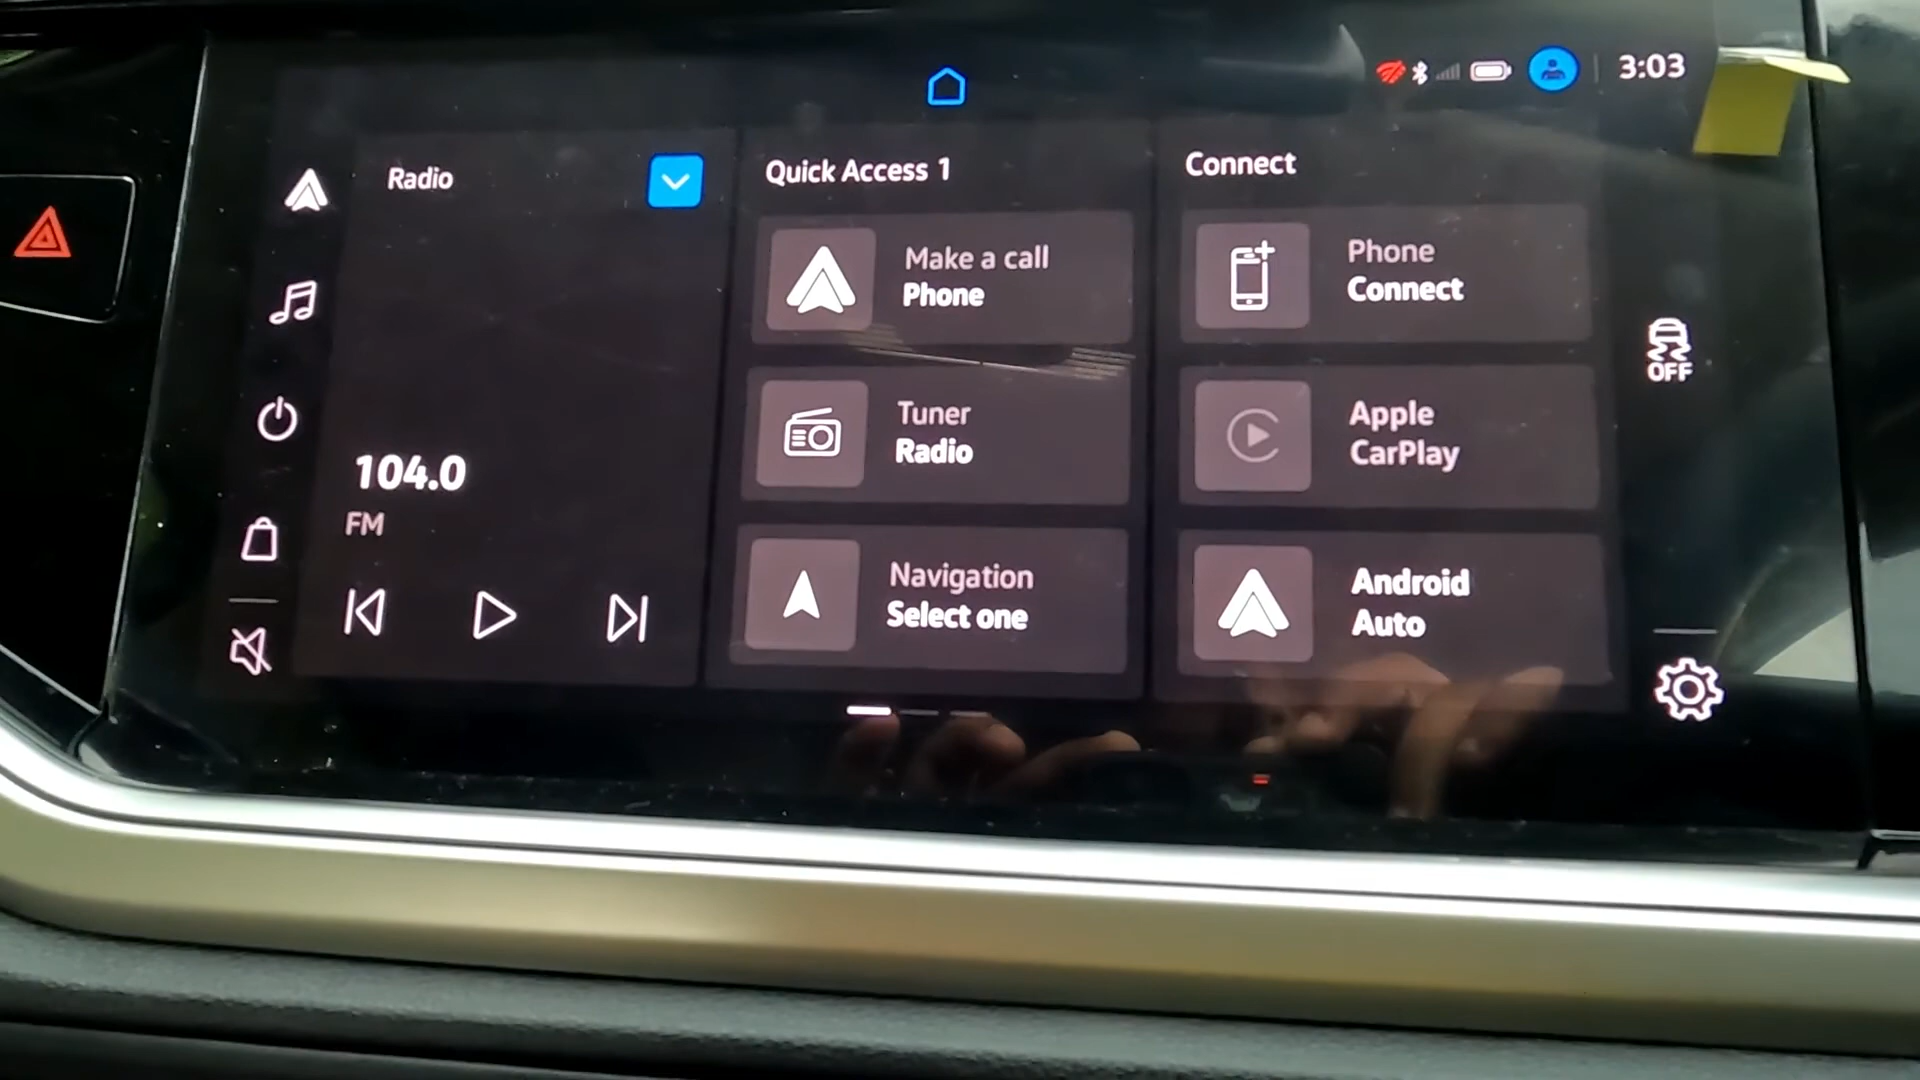 3:03
Radio
104.0
FM
Quick Access 1
Make a call
Phone
Tuner
Radio
Navigation
Select one
Connect
Phone
Connect
Apple
CarPlay
Android
Auto
OFF